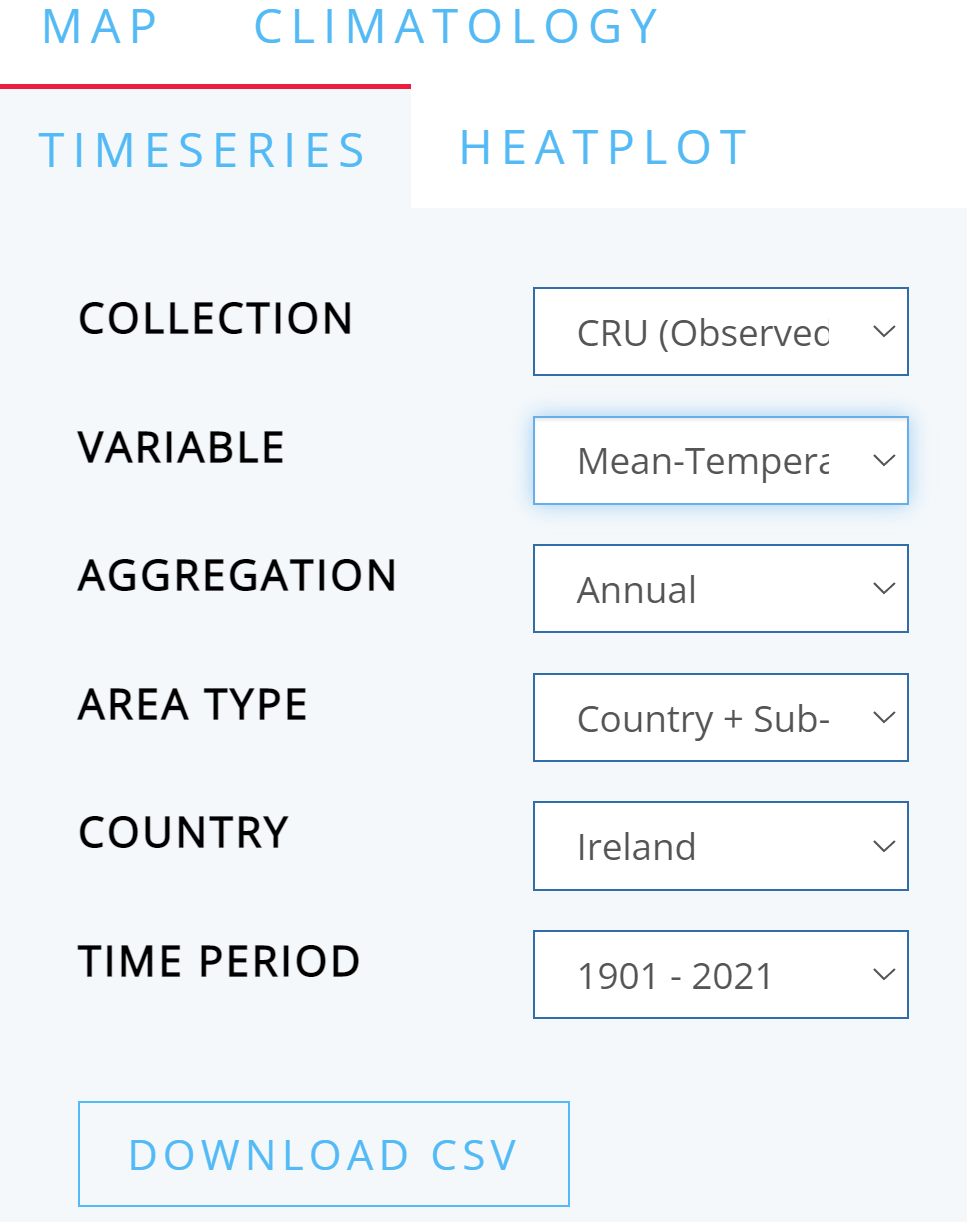 MAP CLIMATOLOGY
TIMESERIES HEATPLOT
COLLECTION CRU (Observed
VARIABLE Mean-Tempera
AGGREGATION Annual
AREA TYPE Country + Sub-
COUNTRY Ireland
TIME PERIOD 1901 - 2021
DOWNLOAD CSV